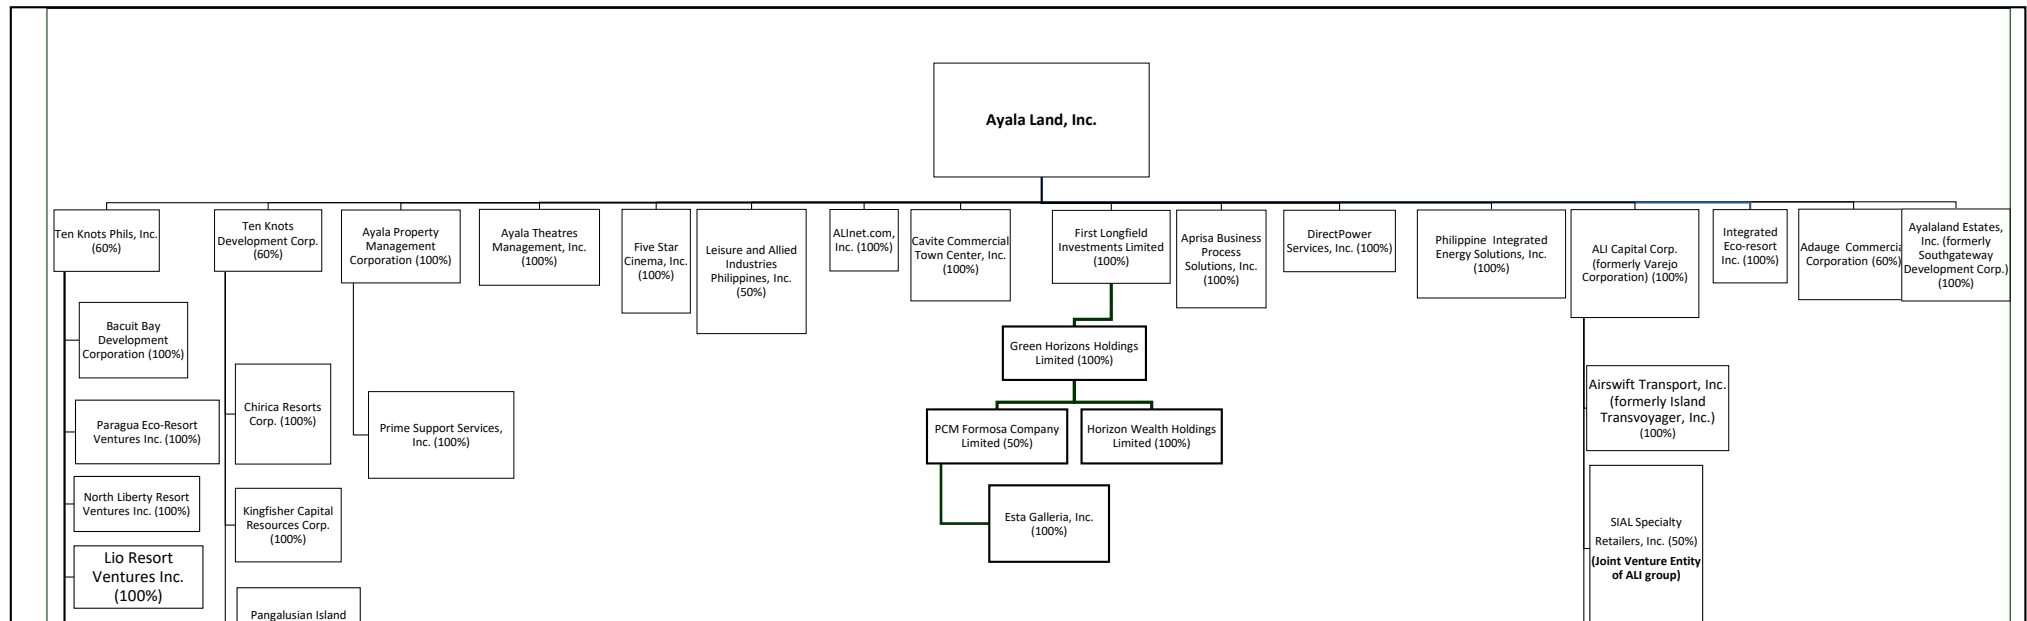 Ayala Land, Inc.
Ten Knots Phils, Inc.
(60%)
Ten Knots
Development Corp.
(60%)
Ayala Property
Management
Corporation (100%)
Ayala Theatres
Management, Inc.
(100%)
Five Star
Cinema, Inc.
(100%)
Leisure and Allied
Industries
Philippines, Inc.
(50%)
ALInet.com,
Inc. (100%)
Cavite Commercial
Town Center, Inc.
(100%)
First Longfield
Investments Limited
(100%)
Aprisa Business
Process
Solutions, Inc.
(100%)
DirectPower
Services, Inc. (100%)
Philippine Integrated
Energy Solutions, Inc.
(100%)
ALI Capital Corp.
(formerly Varejo
Corporation) (100%)
Integrated
Eco-resort
Inc. (100%)
Adauge Commercia
Corporation (60%)
Ayalaland Estates,
Inc. (formerly
Southgateway
Development Corp.)
(100%)
Bacuit Bay
Development
Corporation (100%)
Paragua Eco-Resort
Ventures Inc. (100%)
North Liberty Resort
Ventures Inc. (100%)
Lio Resort
Ventures Inc.
(100%)
Chirica Resorts
Corp. (100%)
Kingfisher Capital
Resources Corp.
(100%)
Pangalusian Island
Prime Support Services,
Inc. (100%)
Green Horizons Holdings
Limited (100%)
PCM Formosa Company
Limited (50%)
Horizon Wealth Holdings
Limited (100%)
Esta Galleria, Inc.
(100%)
Airswift Transport, Inc.
(formerly Island
Transvoyager, Inc.)
(100%)
SIAL Specialty
Retailers, Inc. (50%)
(Joint Venture Entity
of ALI group)